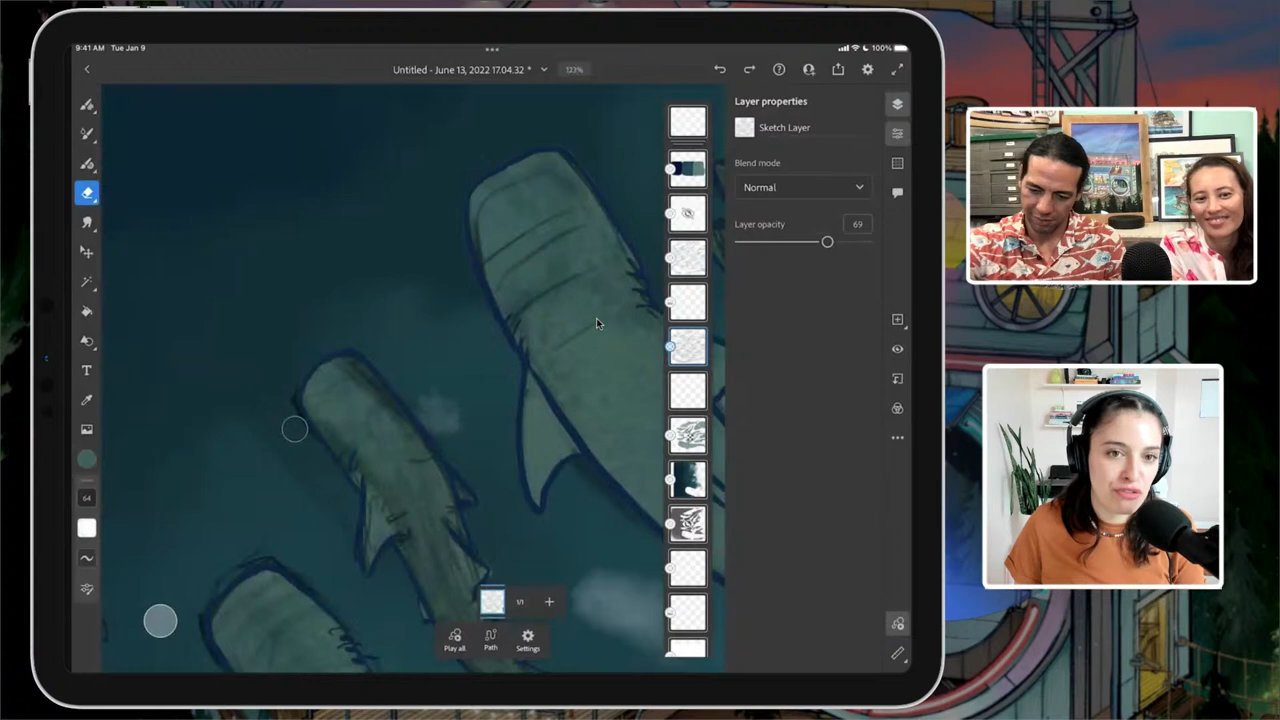 9:41 AM Tue Jan 9
100%
Untitled - June 13, 2022 17.04.32 *
133%
Layer properties
Sketch Layer
Blend mode
Normal
Layer opacity
69
T
64
1/1
Play all
Path
Settings